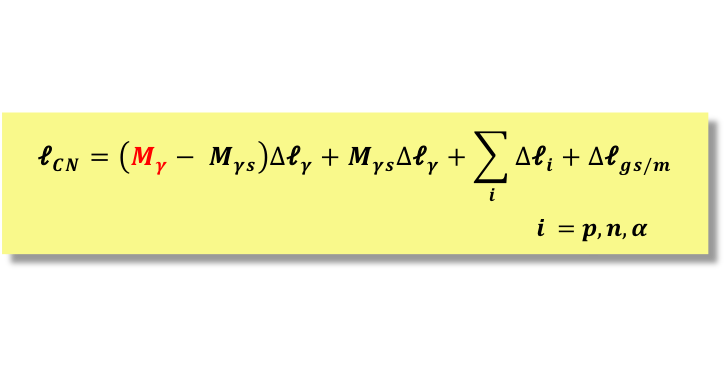 ℓ_CN = (M_γ − M_γs)Δℓ_γ + M_γsΔℓ_γ + ∑_i Δℓ_i + Δℓ_gs/m
i = p, n, α